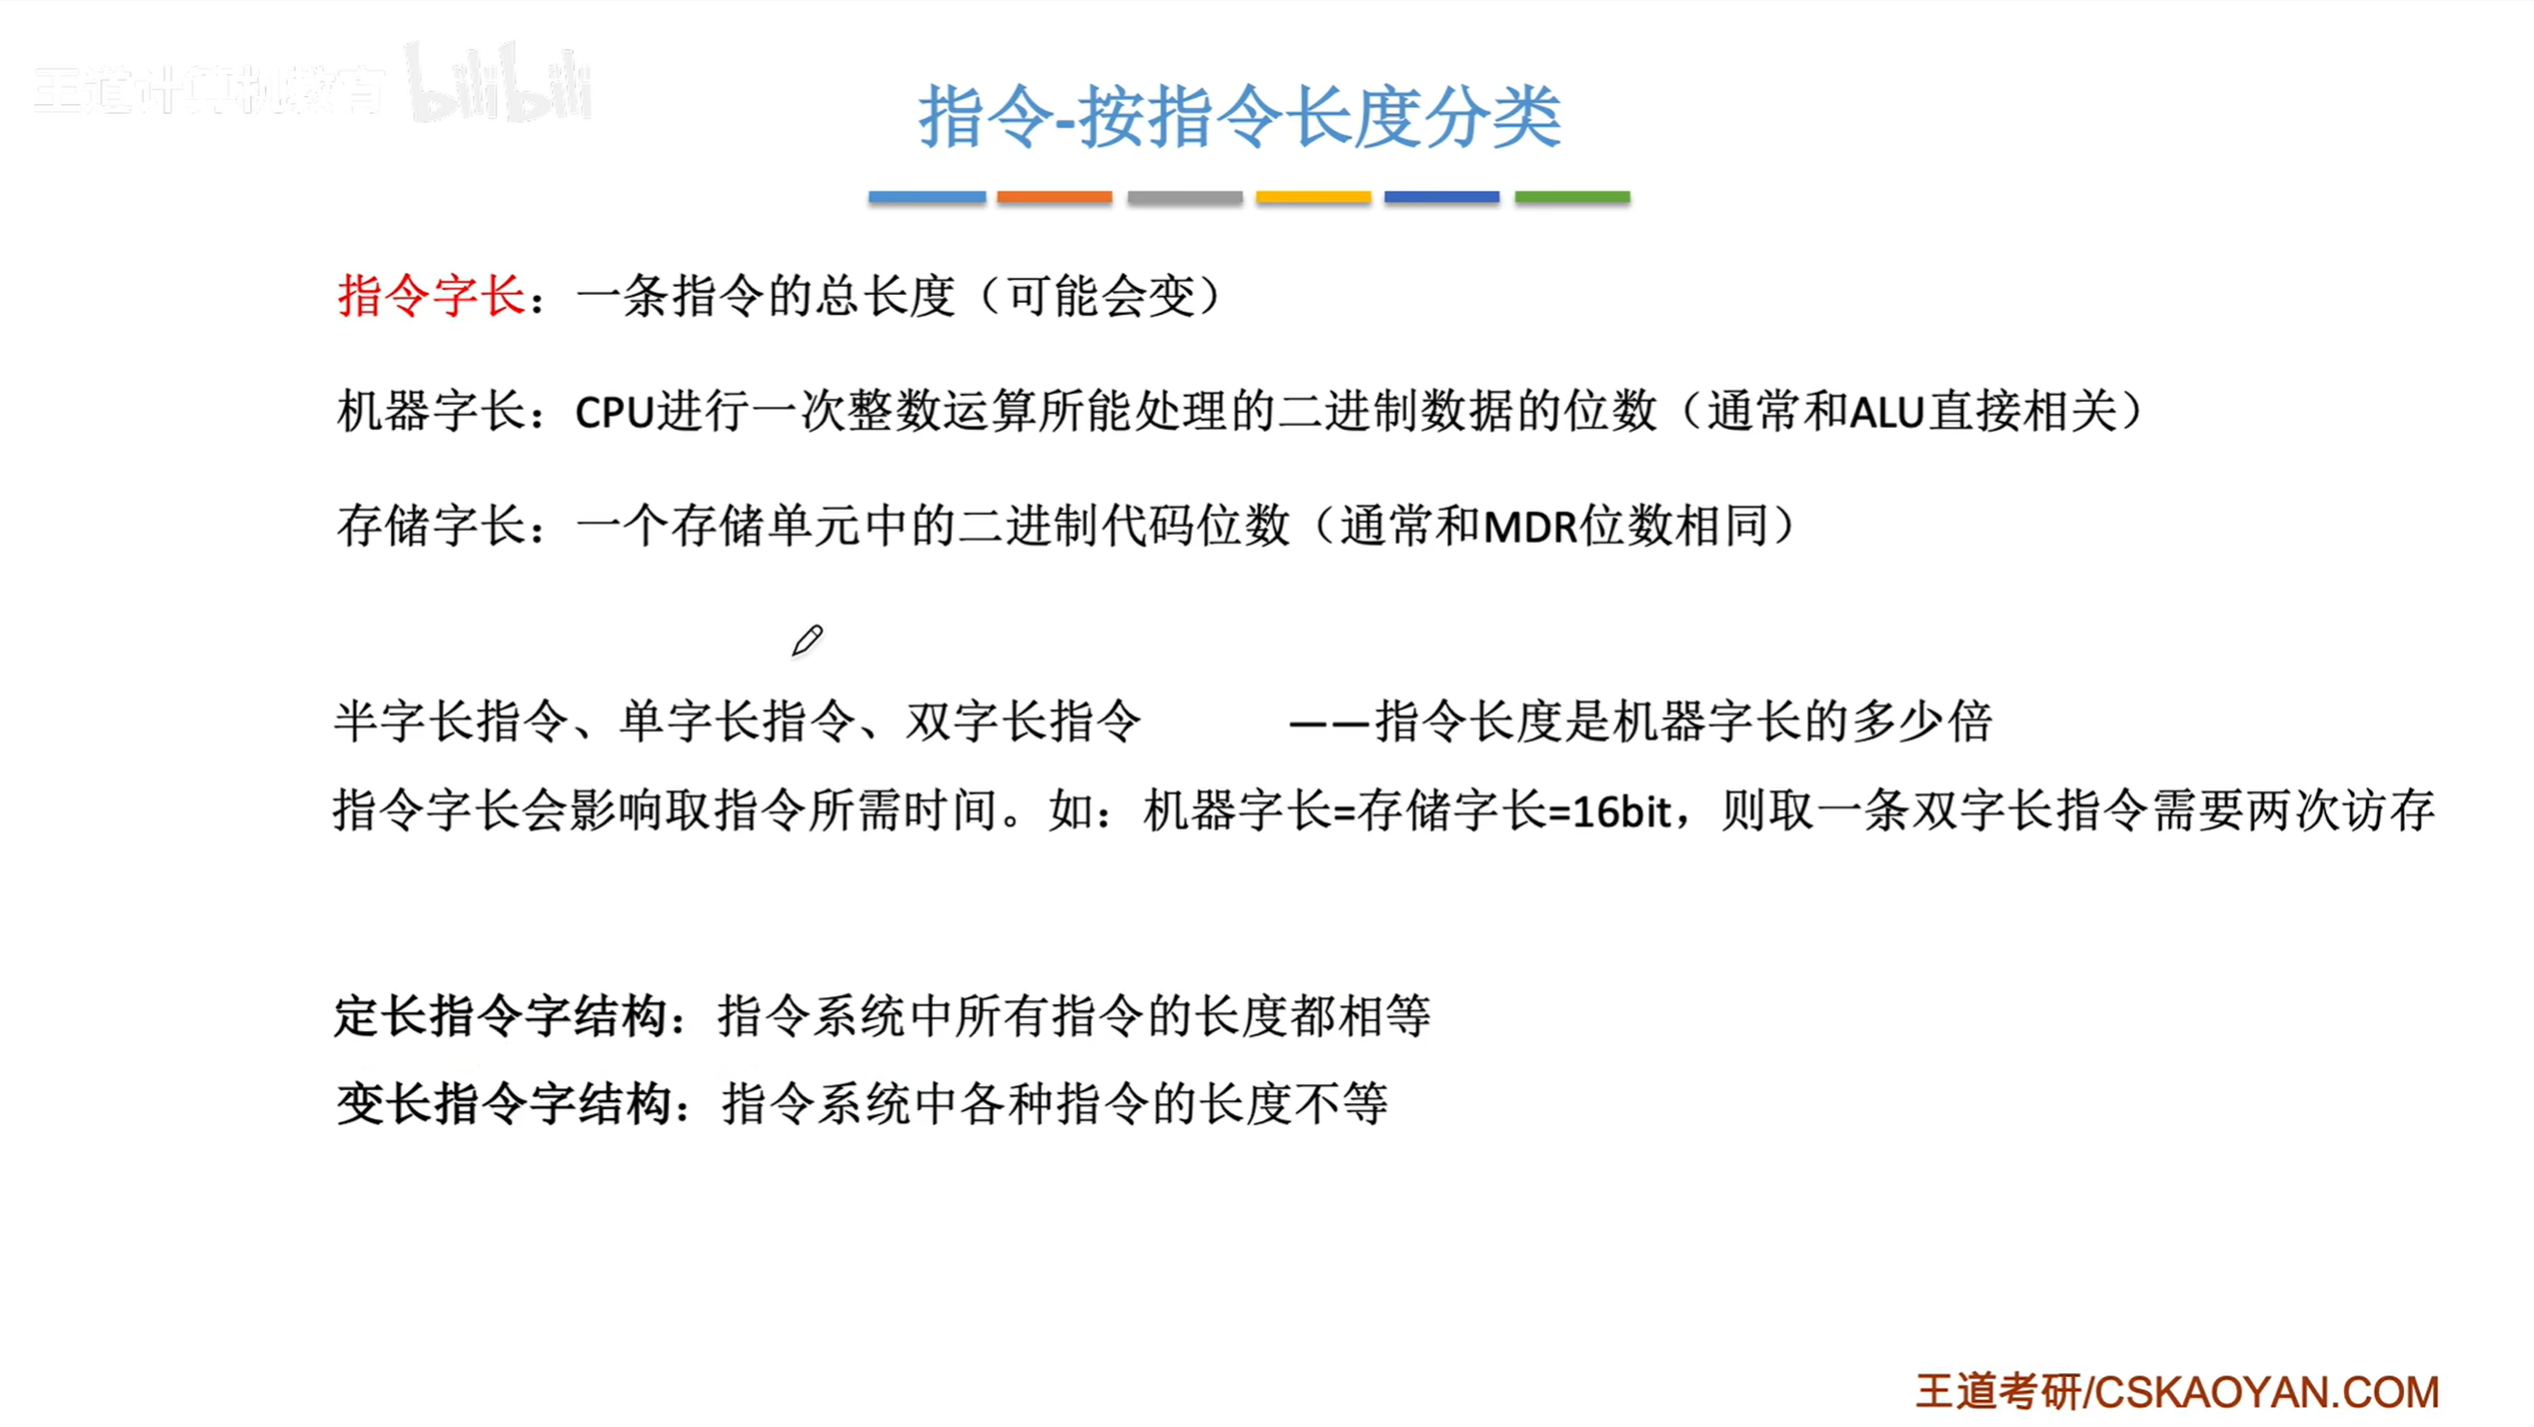 王道计算机教育 bilibili
指令-按指令长度分类
指令字长：一条指令的总长度（可能会变）
机器字长：CPU进行一次整数运算所能处理的二进制数据的位数（通常和ALU直接相关）
存储字长：一个存储单元中的二进制代码位数（通常和MDR位数相同）
半字长指令、单字长指令、双字长指令 ——指令长度是机器字长的多少倍
指令字长会影响取指令所需时间。如：机器字长=存储字长=16bit，则取一条双字长指令需要两次访存
定长指令字结构：指令系统中所有指令的长度都相等
变长指令字结构：指令系统中各种指令的长度不等
王道考研/CSKAOYAN.COM